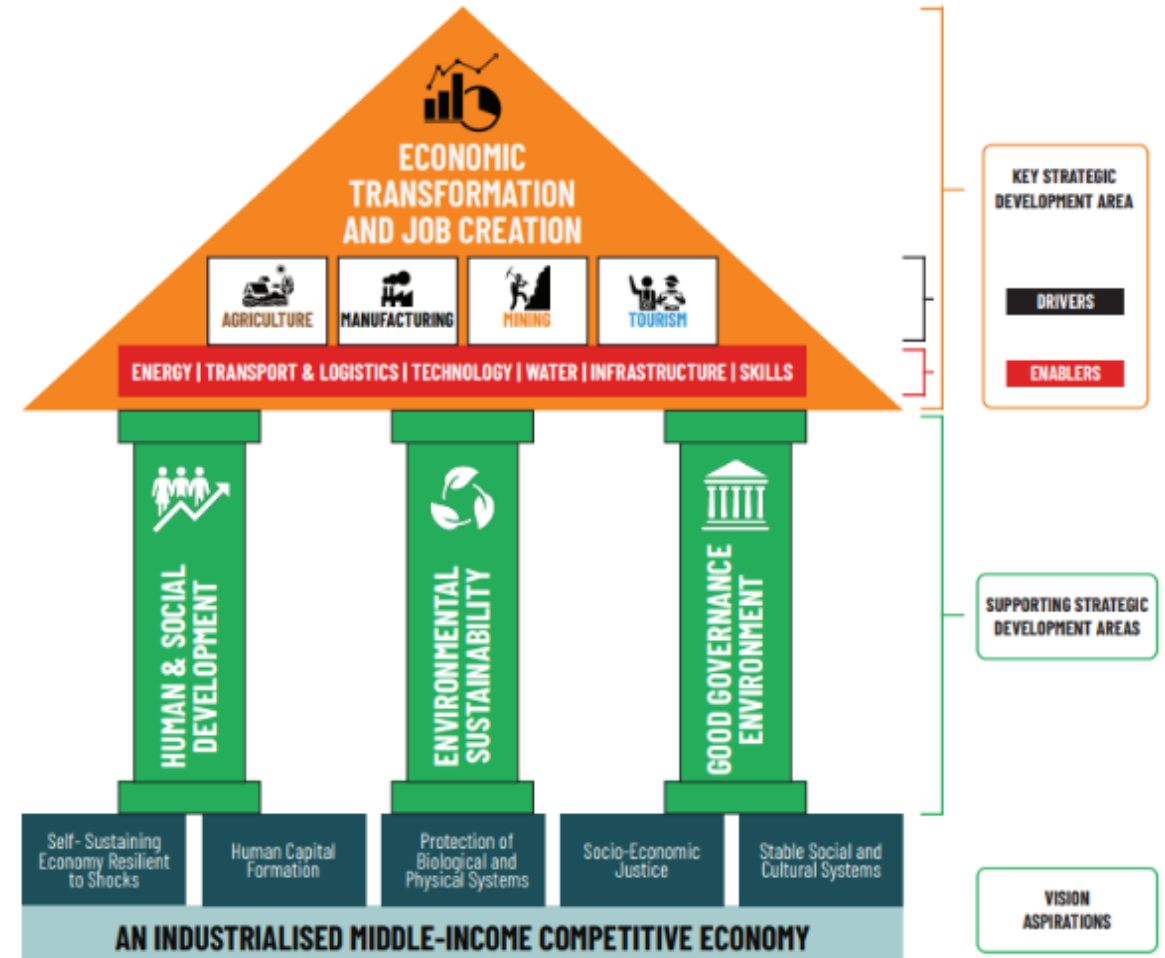 ECONOMIC
TRANSFORMATION
AND JOB CREATION
AGRICULTURE
MANUFACTURING
MINING
TOURISM
ENERGY | TRANSPORT & LOGISTICS | TECHNOLOGY | WATER | INFRASTRUCTURE | SKILLS
KEY STRATEGIC
DEVELOPMENT AREA
DRIVERS
ENABLERS
HUMAN & SOCIAL
DEVELOPMENT
ENVIRONMENTAL
SUSTAINABILITY
GOOD GOVERNANCE
ENVIRONMENT
SUPPORTING STRATEGIC
DEVELOPMENT AREAS
Self- Sustaining
Economy Resilient
to Shocks
Human Capital
Formation
Protection of
Biological and
Physical Systems
Socio-Economic
Justice
Stable Social and
Cultural Systems
AN INDUSTRIALISED MIDDLE-INCOME COMPETITIVE ECONOMY
VISION
ASPIRATIONS